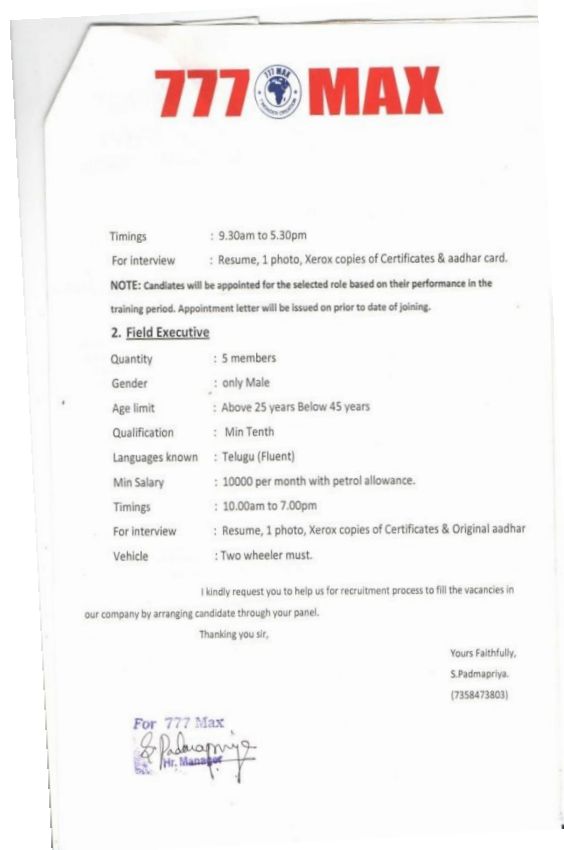 777 MAX
777 MAX
Timings : 9.30am to 5.30pm
For interview : Resume, 1 photo, Xerox copies of Certificates & aadhar card.
NOTE: Candiates will be appointed for the selected role based on their performance in the
training period. Appointment letter will be issued on prior to date of joining.
2. Field Executive
Quantity : 5 members
Gender : only Male
Age limit : Above 25 years Below 45 years
Qualification : Min Tenth
Languages known : Telugu (Fluent)
Min Salary : 10000 per month with petrol allowance.
Timings : 10.00am to 7.00pm
For interview : Resume, 1 photo, Xerox copies of Certificates & Original aadhar
Vehicle : Two wheeler must.
I kindly request you to help us for recruitment process to fill the vacancies in
our company by arranging candidate through your panel.
Thanking you sir,
Yours Faithfully,
S.Padmapriya.
(7358473803)
For 777 Max
S Padmapriya
Hr. Manager